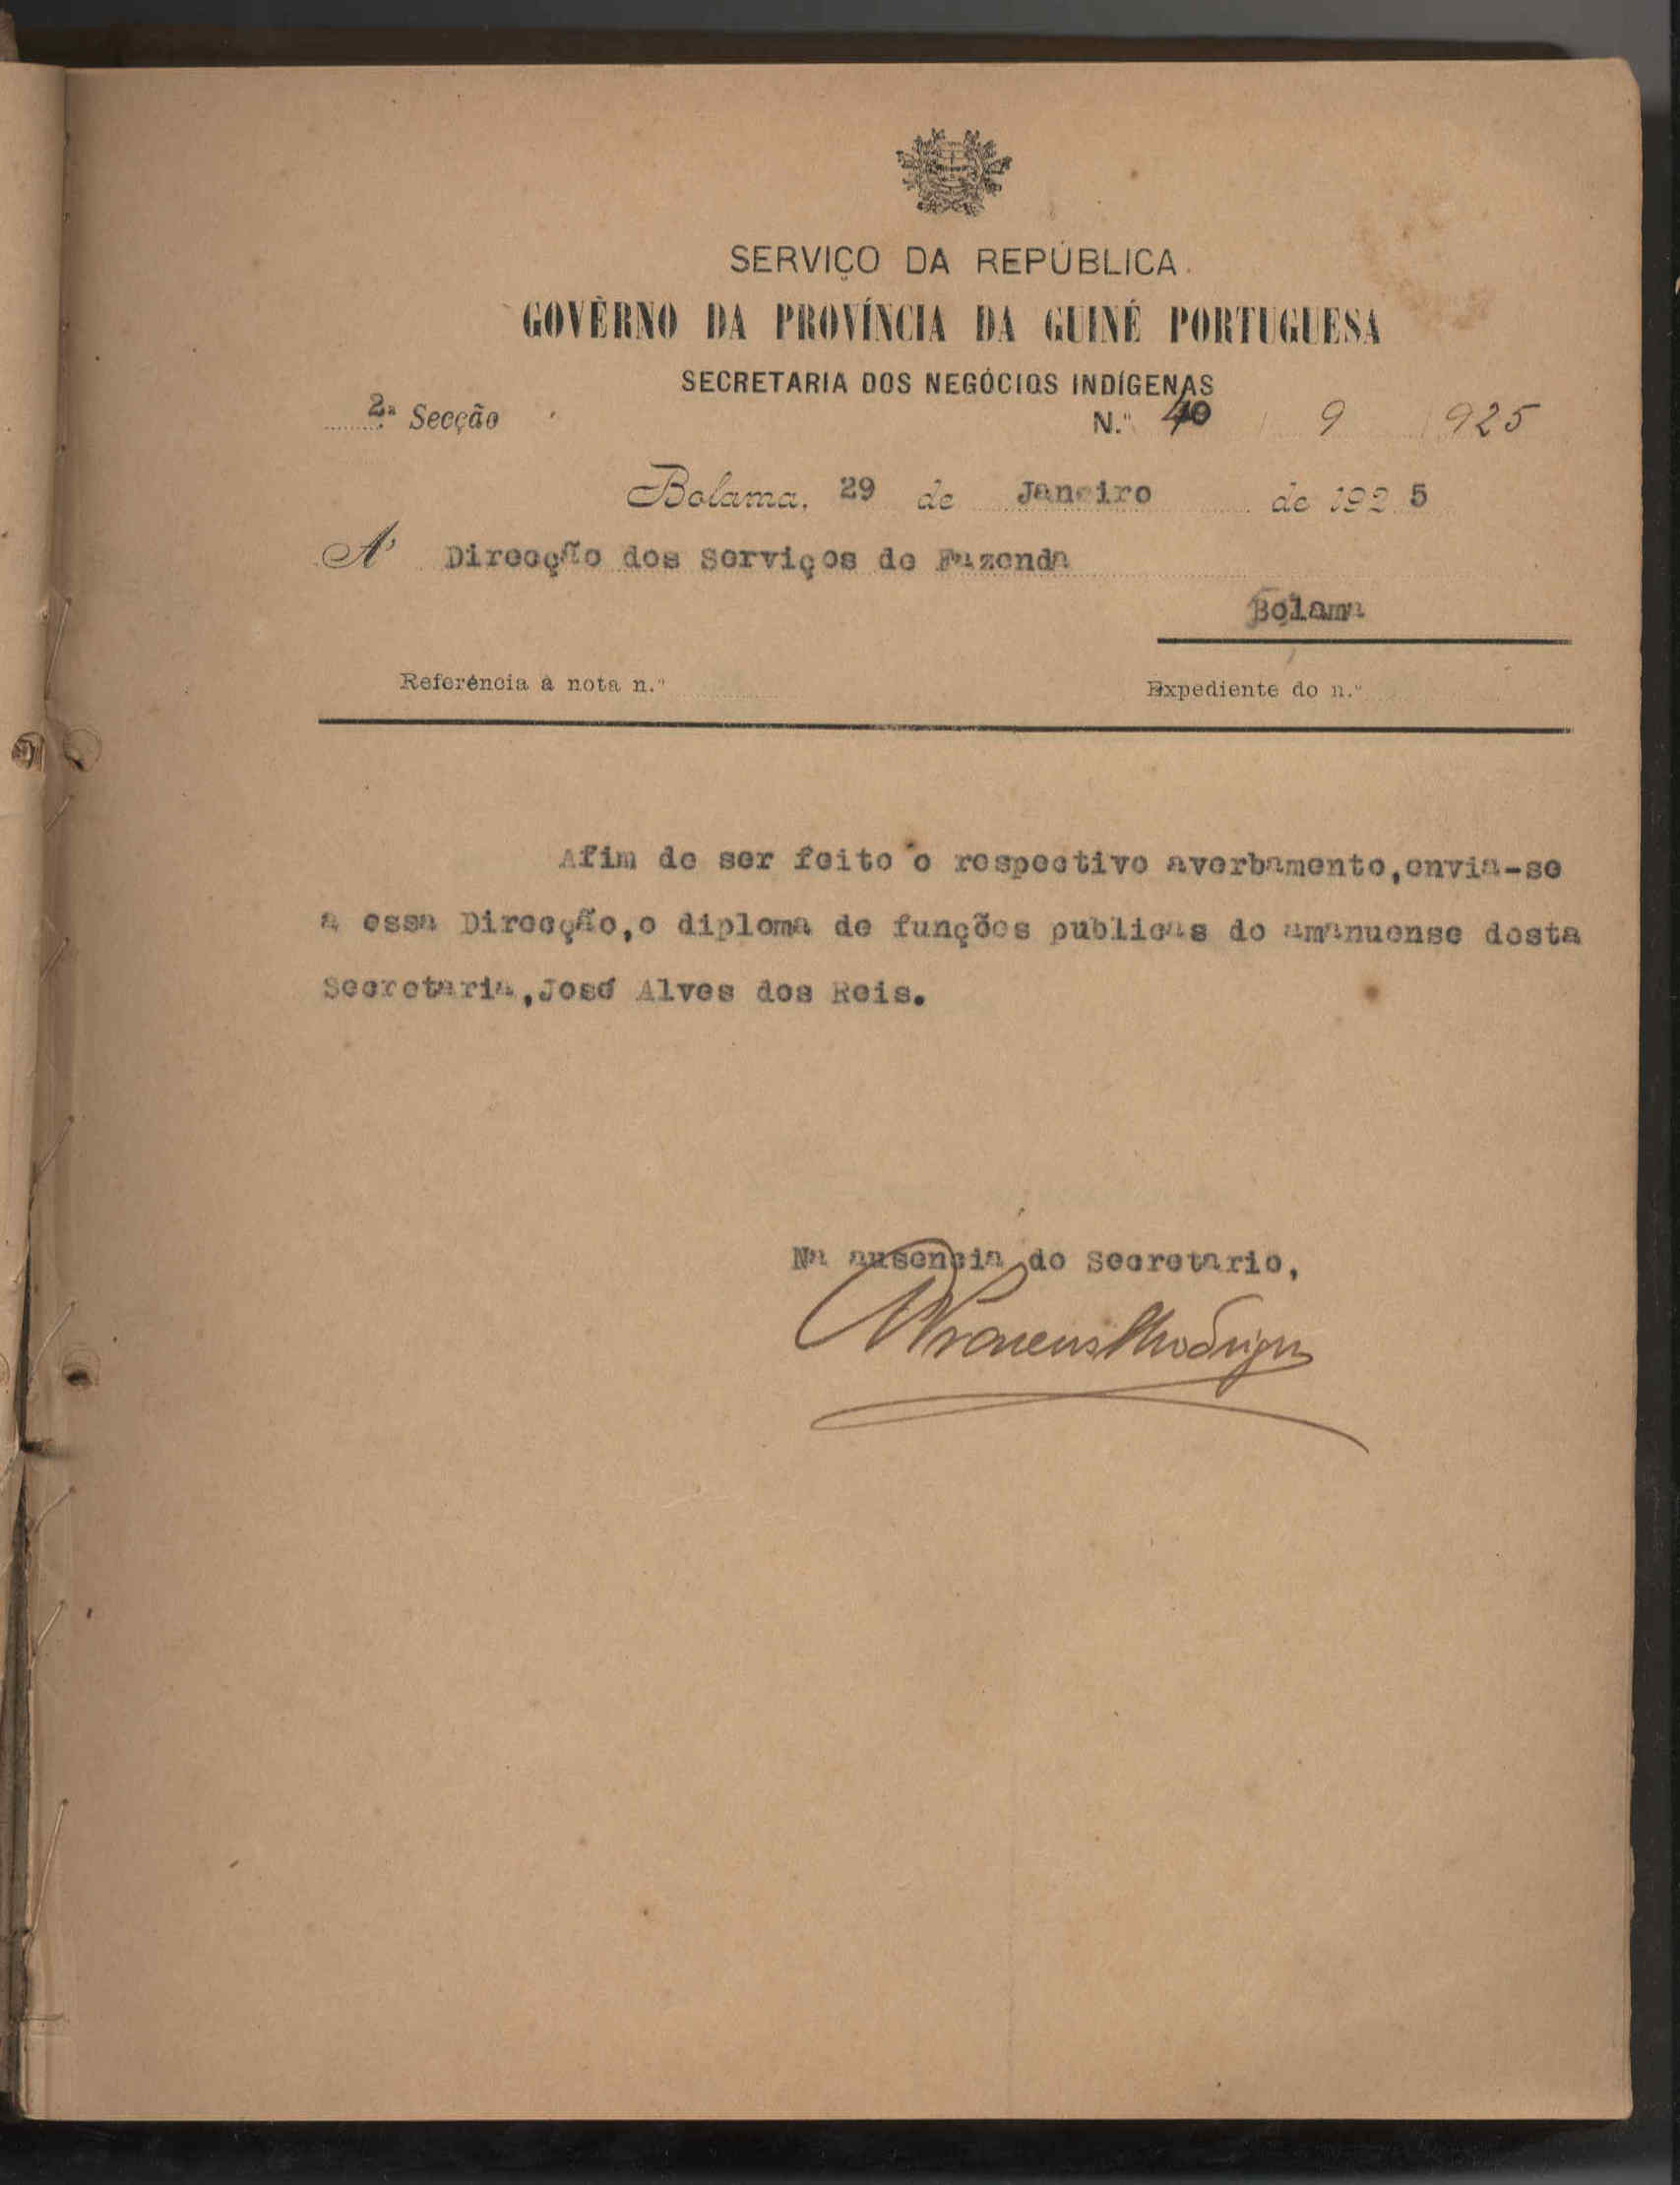 SERVIÇO DA REPÚBLICA.
GOVÊRNO DA PROVÍNCIA DA GUINÉ PORTUGUESA
SECRETARIA DOS NEGÓCIOS INDÍGENAS
2.ª Secção N.º 40 / 9 / 925
Bolama, 29 de Janeiro de 1925
A' Direcção dos Serviços de Fazenda
Bolama
Referência à nota n.º Expediente do n.º
Afim de ser feito o respectivo averbamento,envia-se
a essa Direcção,o diploma de funções publicas do amanuense desta
Secretaria,José Alves dos Reis.
Na ausencia do Secretario,